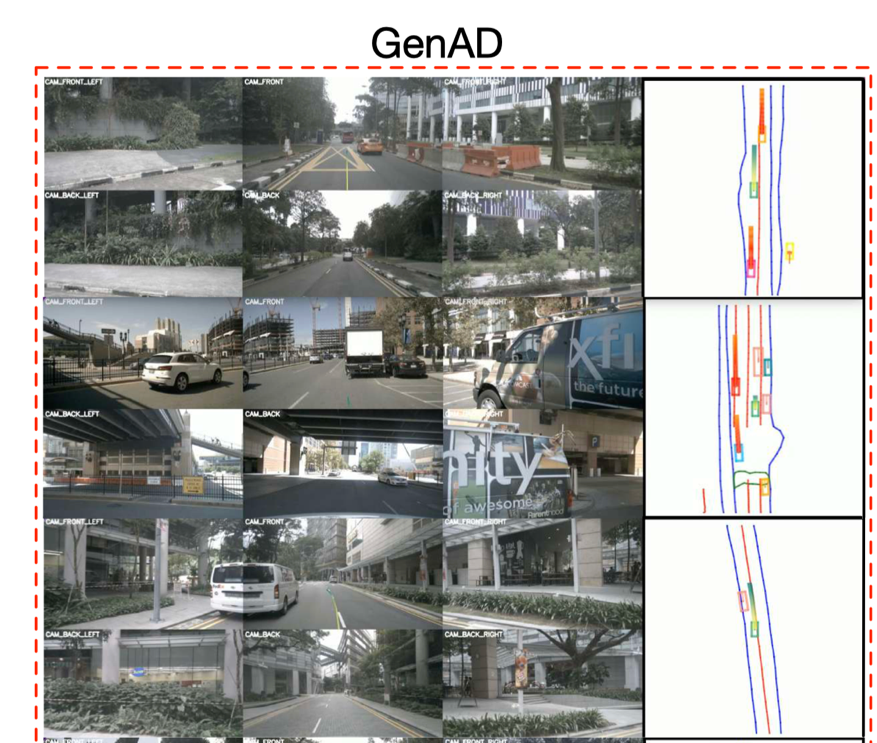 GenAD
CAM_FRONT_LEFT
CAM_FRONT
CAM_FRONT_RIGHT
CAM_BACK_LEFT
CAM_BACK
CAM_BACK_RIGHT
CAM_FRONT_LEFT
CAM_FRONT
CAM_FRONT_RIGHT
xfi
the future
CAM_BACK_LEFT
CAM_BACK
nity
of awesome
P
CAM_FRONT_LEFT
CAM_FRONT
CAM_FRONT_RIGHT
CAM_BACK_LEFT
CAM_BACK
CAM_BACK_RIGHT